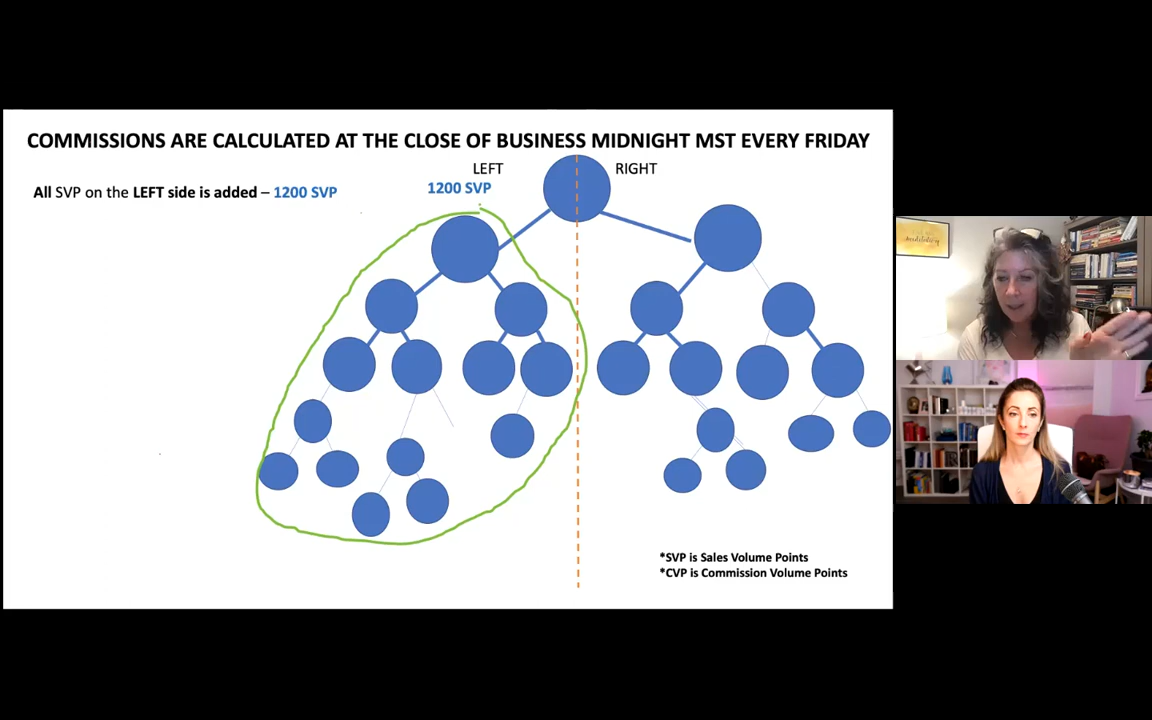 COMMISSIONS ARE CALCULATED AT THE CLOSE OF BUSINESS MIDNIGHT MST EVERY FRIDAY
LEFT
RIGHT
All SVP on the LEFT side is added – 1200 SVP
1200 SVP
*SVP is Sales Volume Points
*CVP is Commission Volume Points